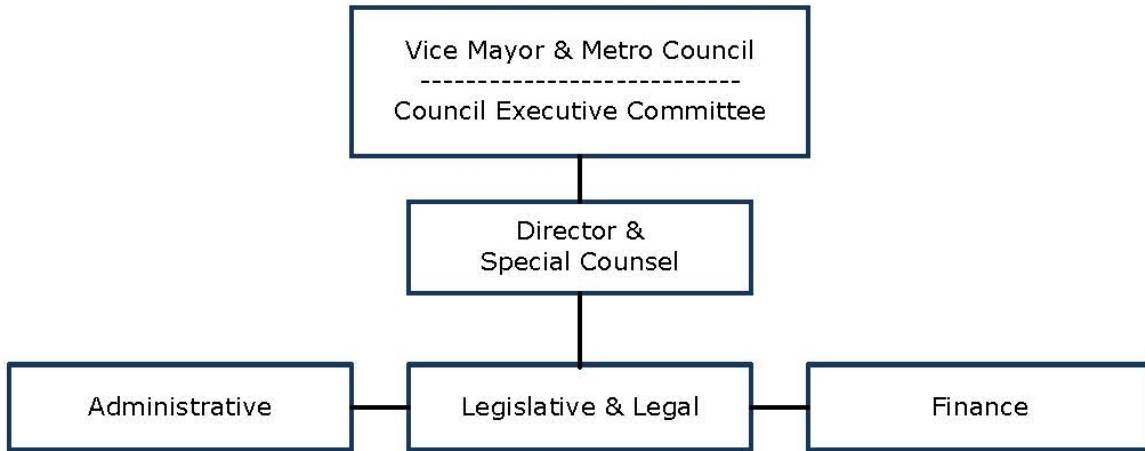 Vice Mayor & Metro Council
----------------------------
Council Executive Committee
Director &
Special Counsel
Administrative
Legislative & Legal
Finance